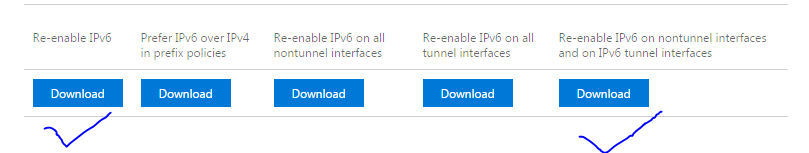 Re-enable IPv6
Prefer IPv6 over IPv4
in prefix policies
Re-enable IPv6 on all
nontunnel interfaces
Re-enable IPv6 on all
tunnel interfaces
Re-enable IPv6 on nontunnel interfaces
and on IPv6 tunnel interfaces
Download
Download
Download
Download
Download